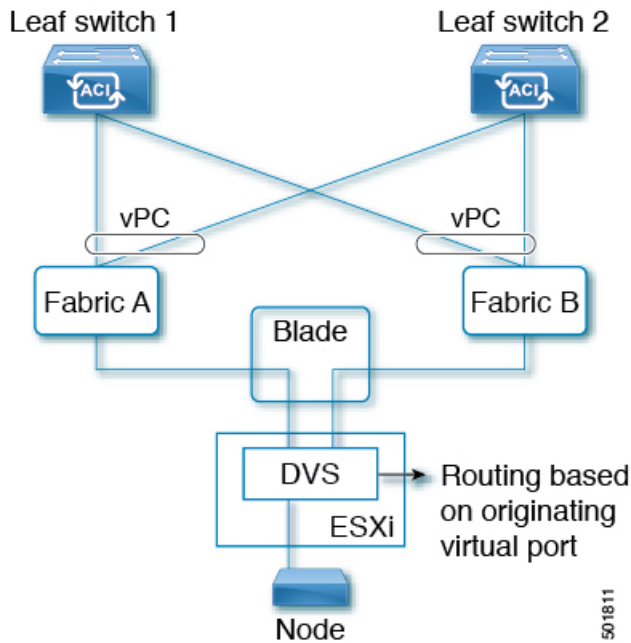 Leaf switch 1
Leaf switch 2
ACI
ACI
vPC
vPC
Fabric A
Fabric B
Blade
DVS
ESXi
Routing based
on originating
virtual port
Node
501811